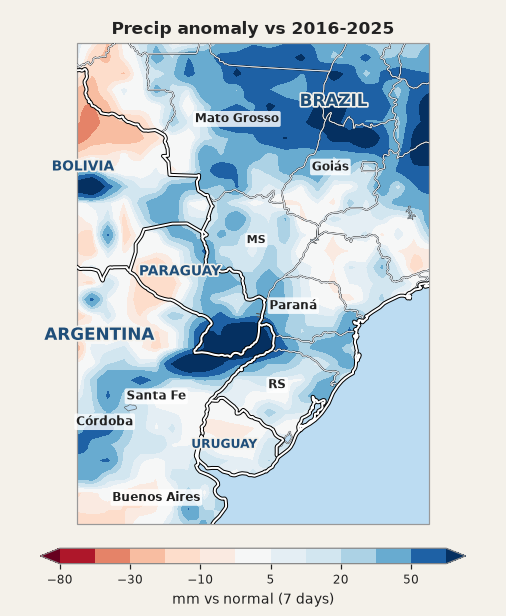 Precip anomaly vs 2016-2025
BRAZIL
Mato Grosso
BOLIVIA
Goiás
MS
PARAGUAY
Paraná
ARGENTINA
RS
Santa Fe
Córdoba
URUGUAY
Buenos Aires
−80 −30 −10 5 20 50
mm vs normal (7 days)